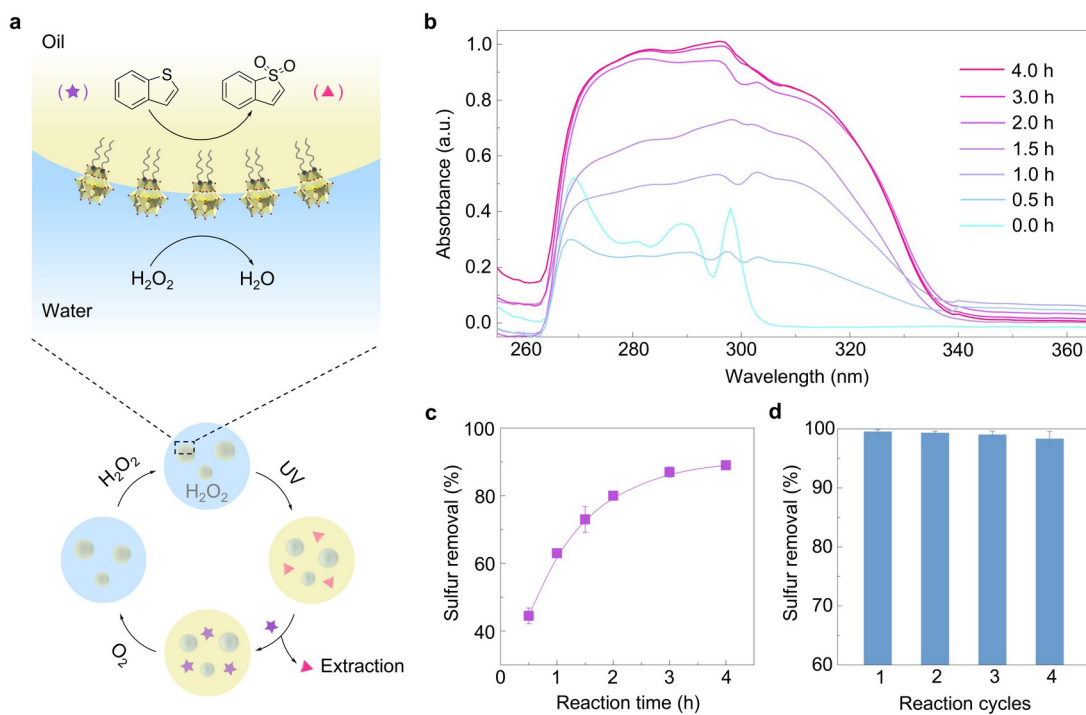 a
Oil
S
O O
S
( ★ )
( ▲ )
H₂O₂
H₂O
Water
H₂O₂
H₂O₂
UV
O₂
Extraction
b
1.0
0.8
0.6
0.4
0.2
0.0
Absorbance (a.u.)
4.0 h
3.0 h
2.0 h
1.5 h
1.0 h
0.5 h
0.0 h
260 280 300 320 340 360
Wavelength (nm)
c
100
80
60
40
Sulfur removal (%)
0 1 2 3 4
Reaction time (h)
d
100
90
80
70
60
Sulfur removal (%)
1 2 3 4
Reaction cycles